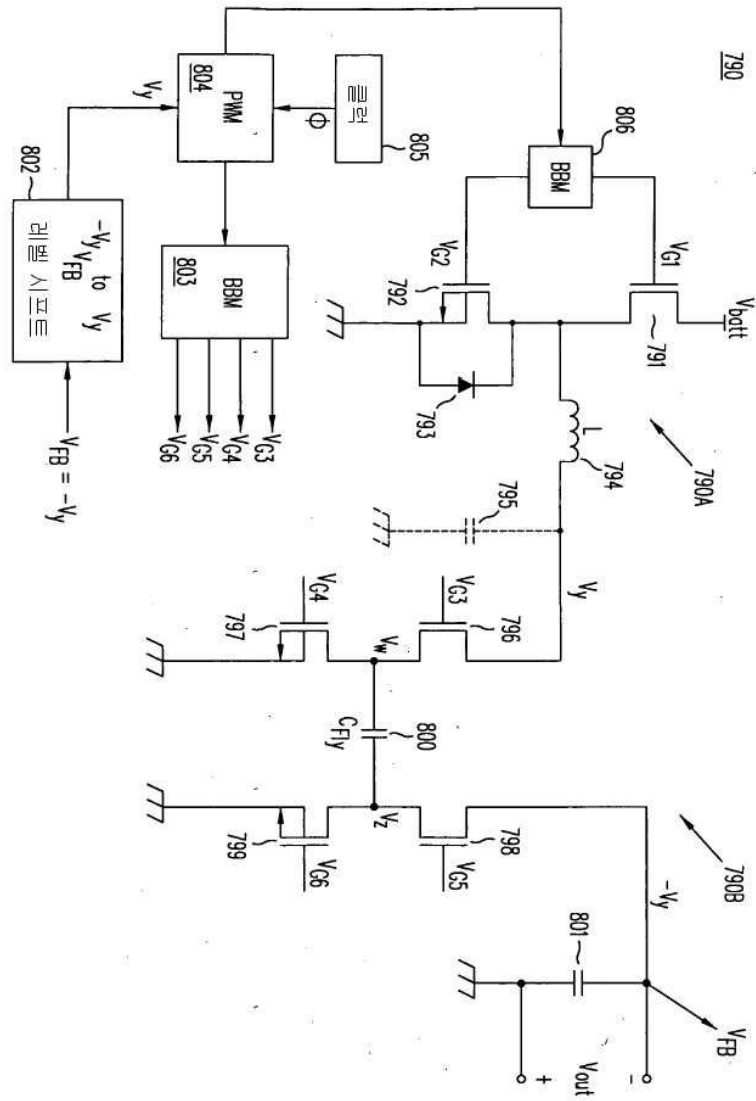 790
790A
790B
Vbatt
791
VG1
806
BBM
VG2
792
793
L
794
795
Vy
VG3
796
VG4
797
Vw
800
CFly
Vz
798
VG5
799
VG6
-Vy
801
VFB
Vout
-
+
클럭
805
Φ
PWM
804
Vy
BBM
803
VG3
VG4
VG5
VG6
802
-Vy to Vy
VFB
레벨 시프트
VFB = -Vy